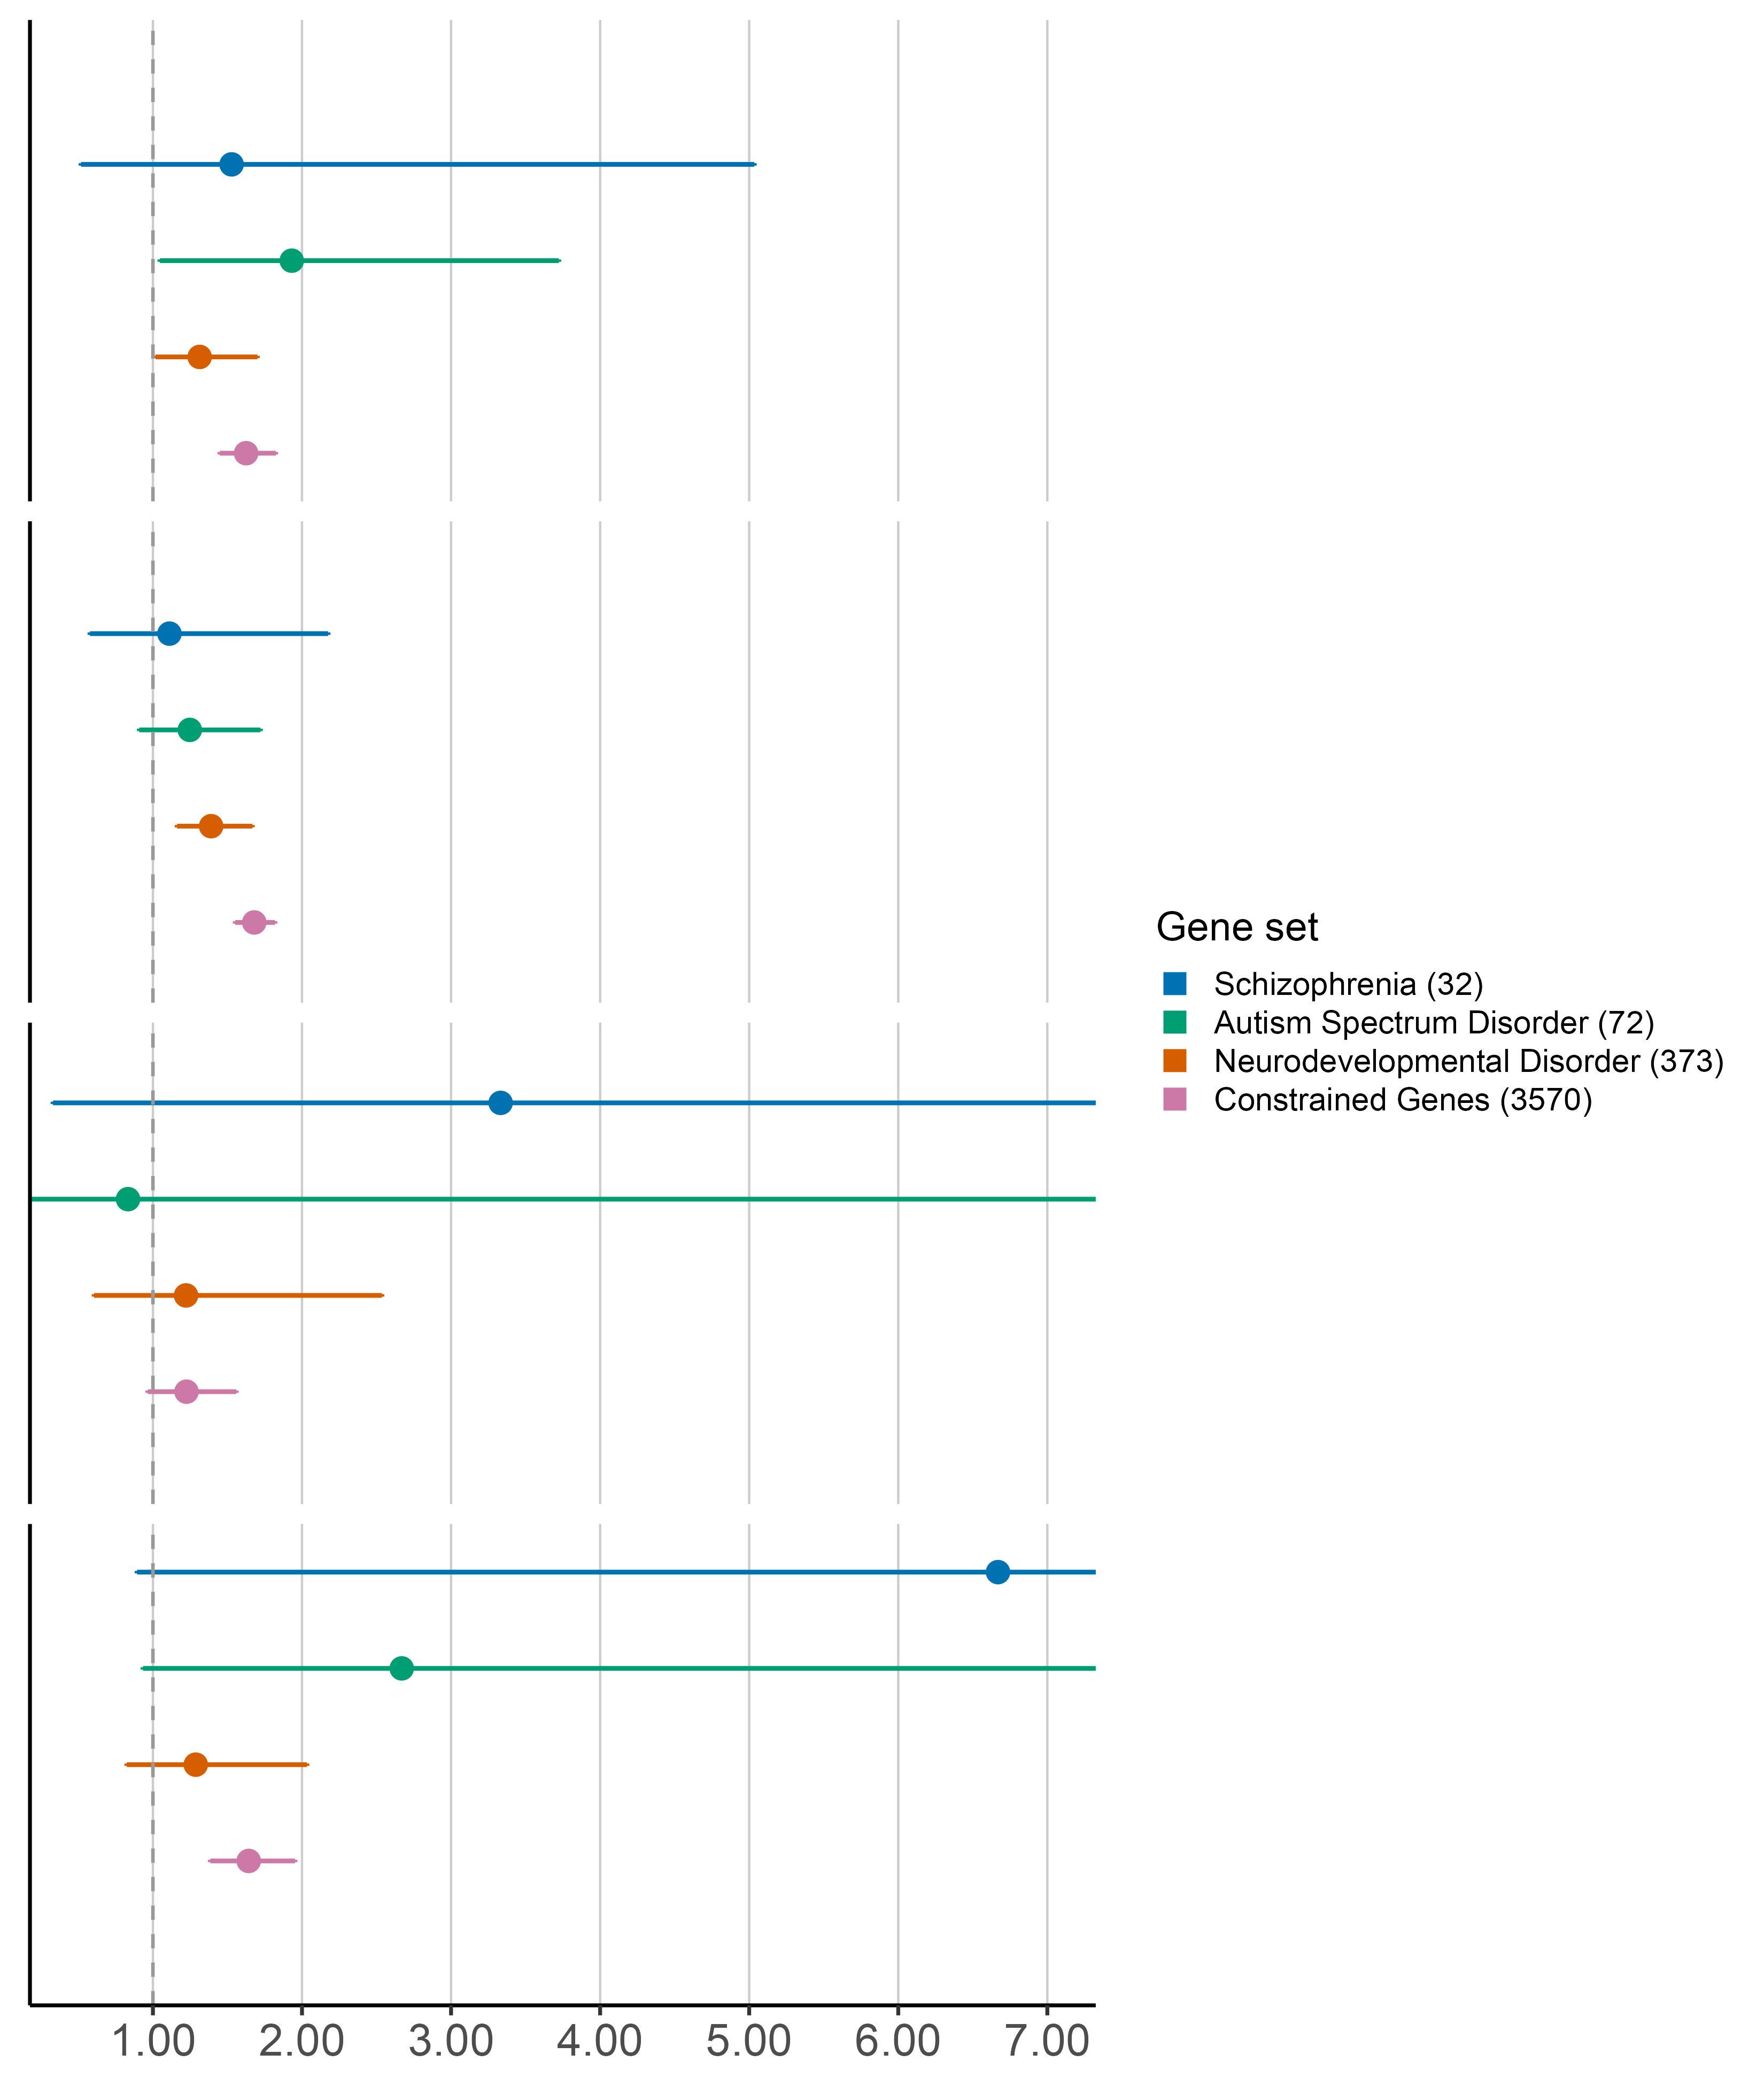 Gene set
Schizophrenia (32)
Autism Spectrum Disorder (72)
Neurodevelopmental Disorder (373)
Constrained Genes (3570)
1.00 2.00 3.00 4.00 5.00 6.00 7.00